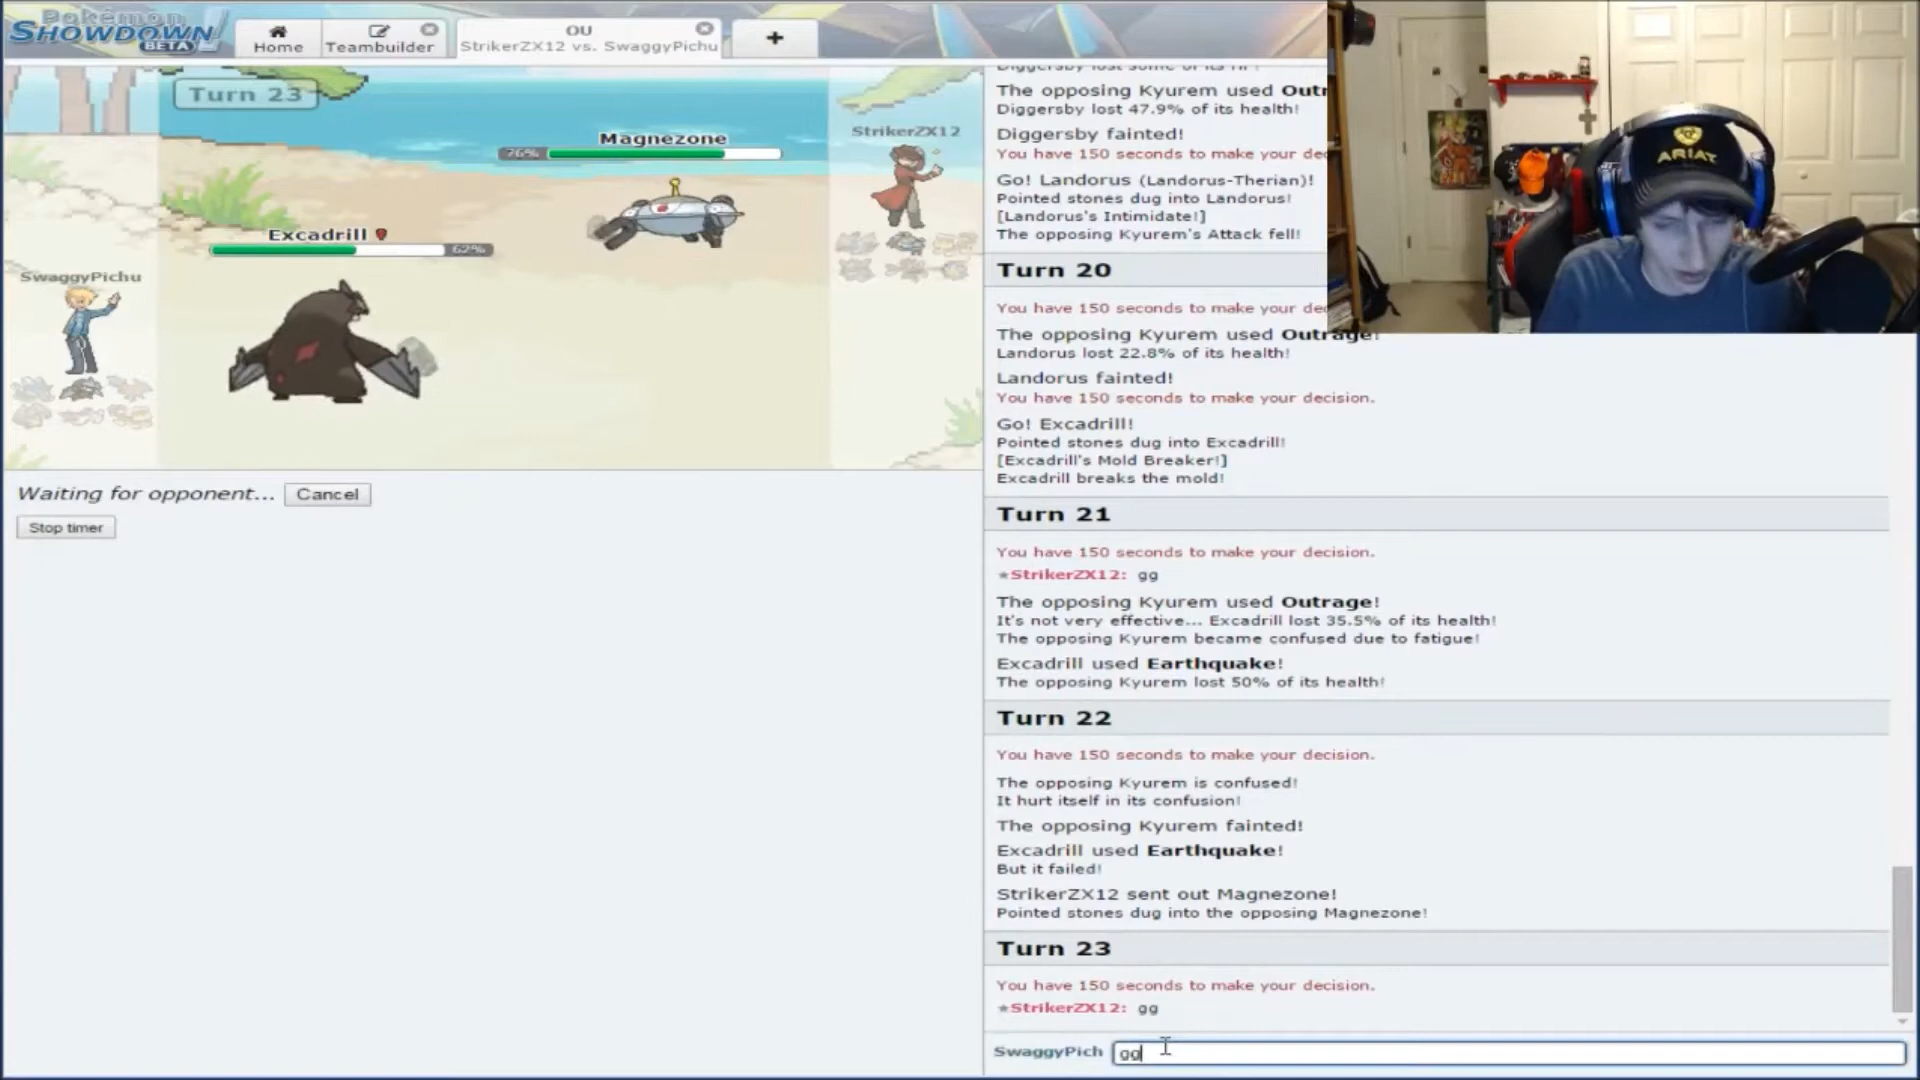 Pokémon
SHOWDOWN
BETA
Home
Teambuilder
OU
StrikerZX12 vs. SwaggyPichu
+
Turn 23
Magnezone
76%
StrikerZX12
Excadrill
62%
SwaggyPichu
Waiting for opponent... Cancel
Stop timer
Diggersby lost some of its HP!
The opposing Kyurem used Outr
Diggersby lost 47.9% of its health!
Diggersby fainted!
You have 150 seconds to make your dec
Go! Landorus (Landorus-Therian)!
Pointed stones dug into Landorus!
[Landorus's Intimidate!]
The opposing Kyurem's Attack fell!
Turn 20
You have 150 seconds to make your dec
The opposing Kyurem used Outrage!
Landorus lost 22.8% of its health!
Landorus fainted!
You have 150 seconds to make your decision.
Go! Excadrill!
Pointed stones dug into Excadrill!
[Excadrill's Mold Breaker!]
Excadrill breaks the mold!
Turn 21
You have 150 seconds to make your decision.
★StrikerZX12: gg
The opposing Kyurem used Outrage!
It's not very effective... Excadrill lost 35.5% of its health!
The opposing Kyurem became confused due to fatigue!
Excadrill used Earthquake!
The opposing Kyurem lost 50% of its health!
Turn 22
You have 150 seconds to make your decision.
The opposing Kyurem is confused!
It hurt itself in its confusion!
The opposing Kyurem fainted!
Excadrill used Earthquake!
But it failed!
StrikerZX12 sent out Magnezone!
Pointed stones dug into the opposing Magnezone!
Turn 23
You have 150 seconds to make your decision.
★StrikerZX12: gg
SwaggyPich gg
ARIAT